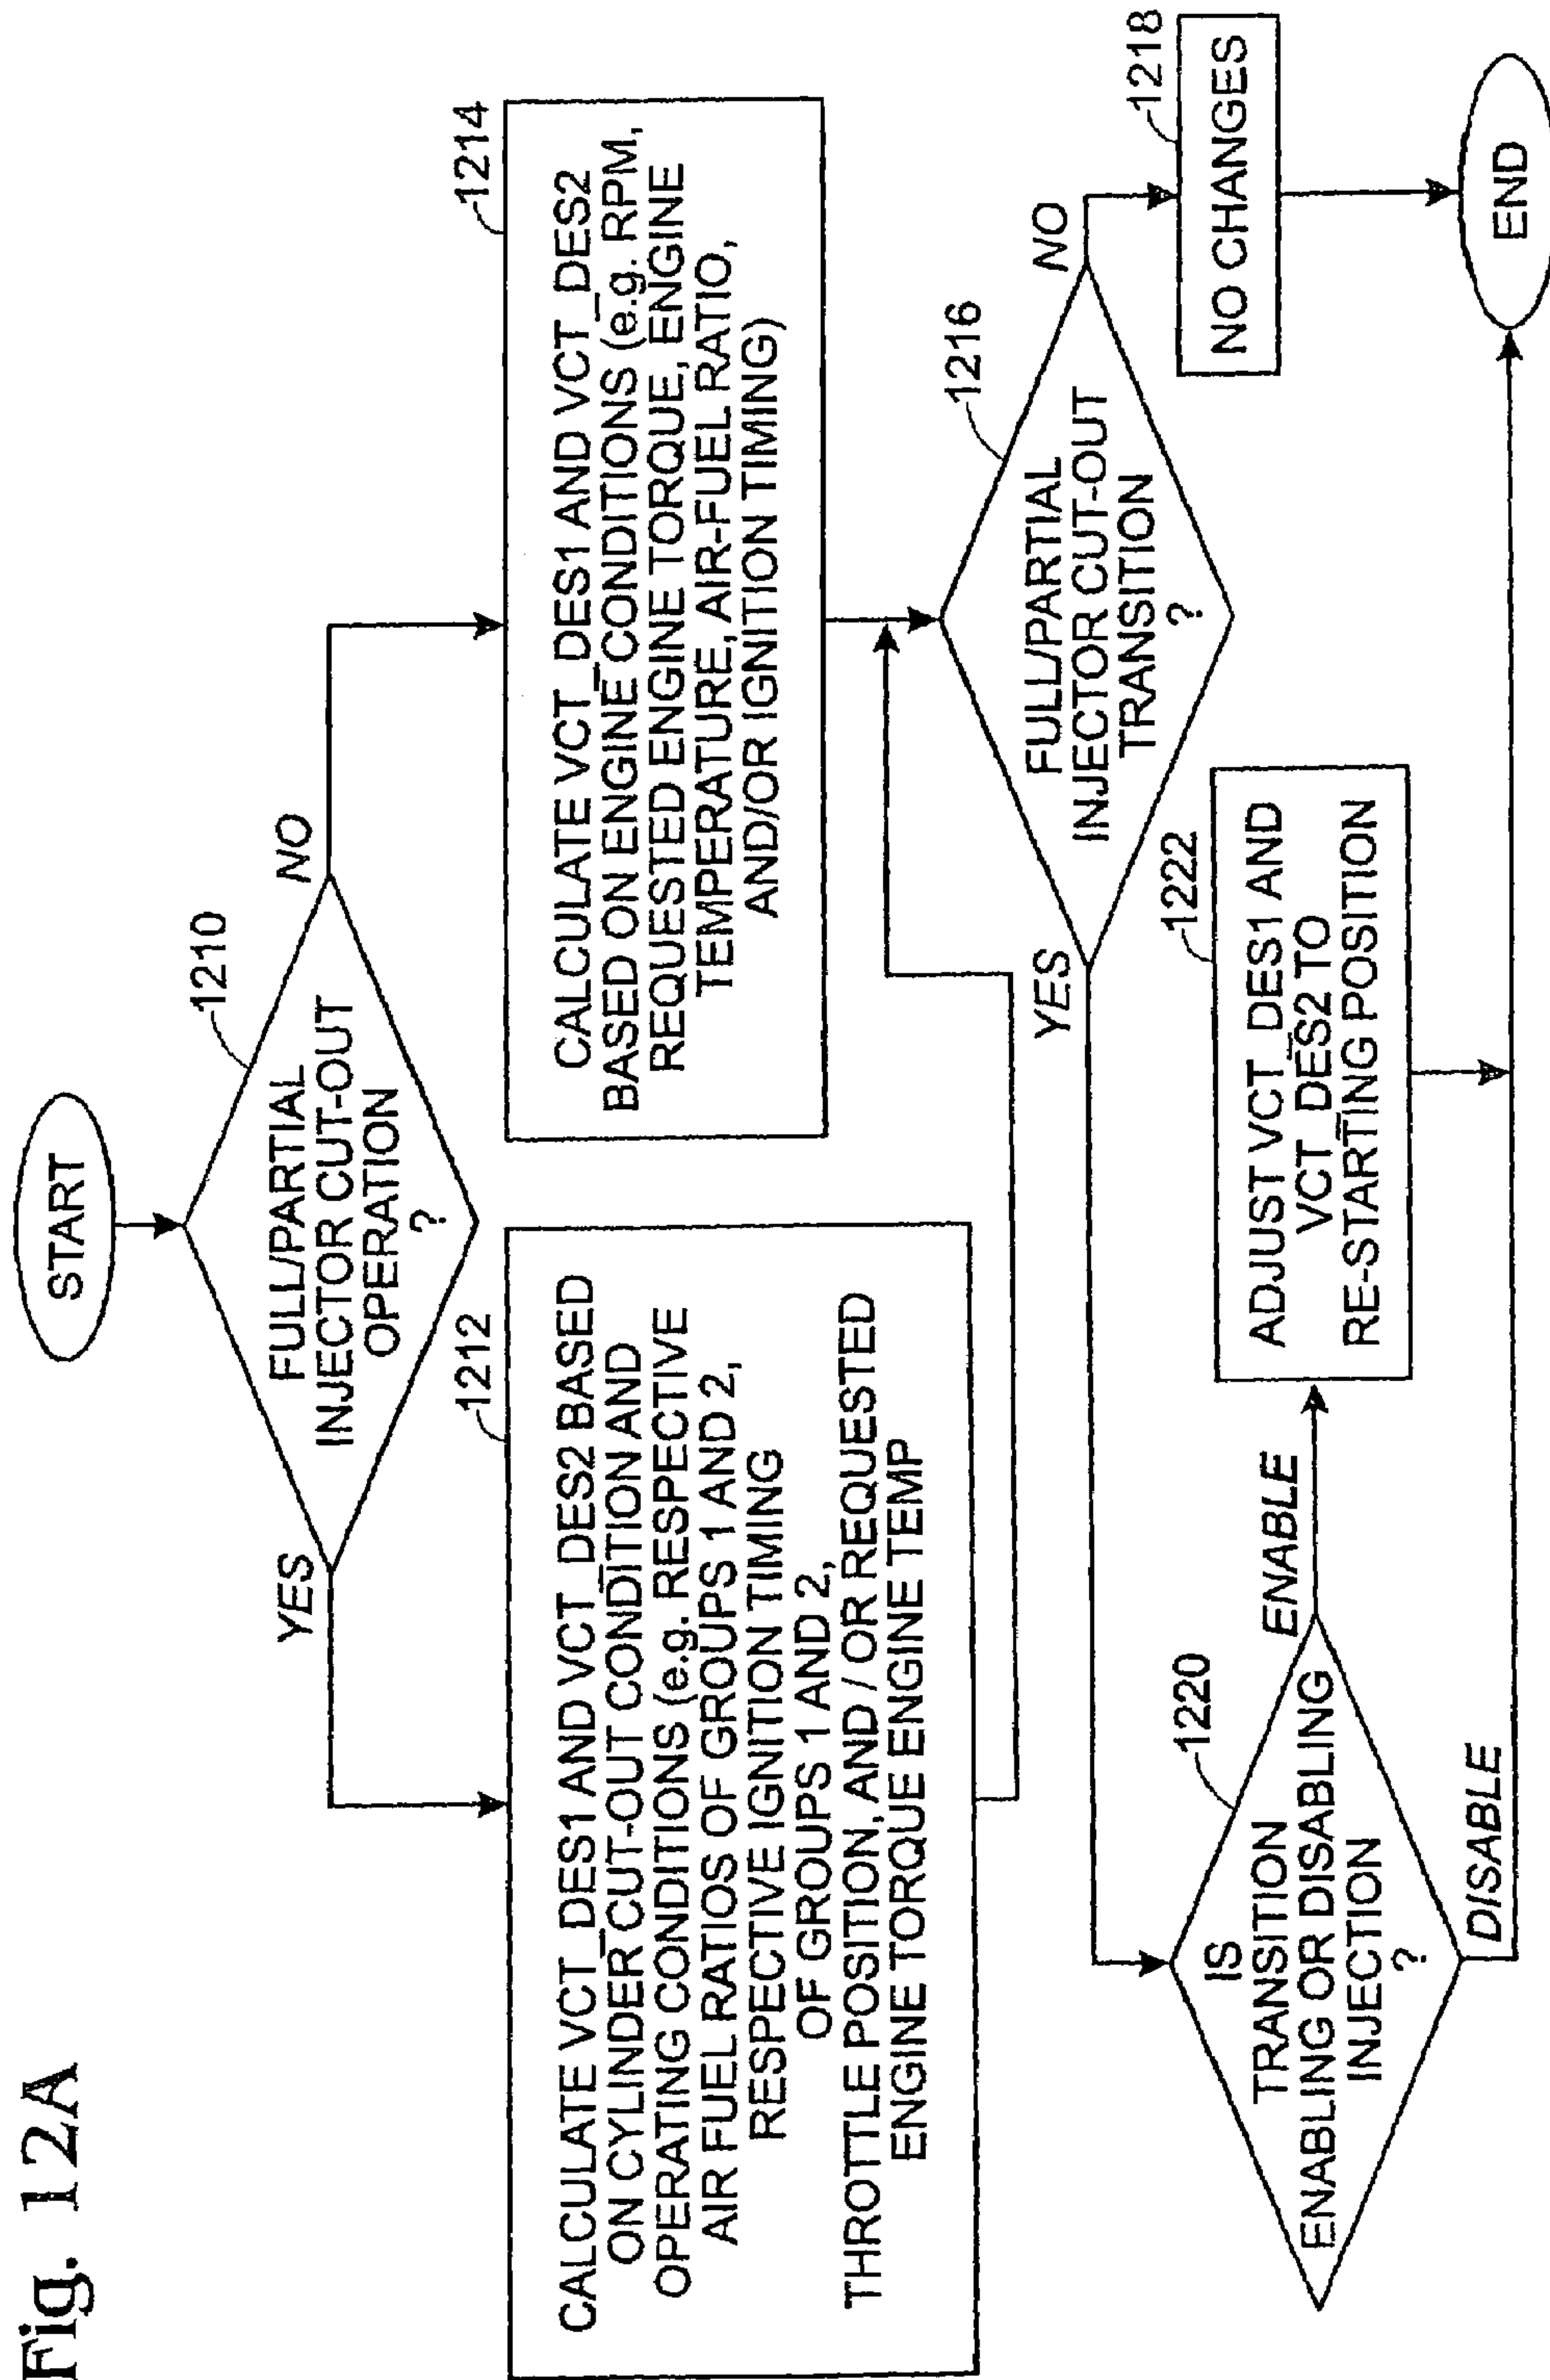 Fig. 12A
START
1210
FULL/PARTIAL
INJECTOR CUT-OUT
OPERATION
?
YES
NO
1212
CALCULATE VCT_DES1 AND VCT_DES2 BASED
ON CYLINDER CUT-OUT CONDITION AND
OPERATING CONDITIONS (e.g. RESPECTIVE
AIR FUEL RATIOS OF GROUPS 1 AND 2,
RESPECTIVE IGNITION TIMING
OF GROUPS 1 AND 2,
THROTTLE POSITION, AND / OR REQUESTED
ENGINE TORQUE ENGINE TEMP
1214
CALCULATE VCT_DES1 AND VCT_DES2
BASED ON ENGINE CONDITIONS (e.g. RPM,
REQUESTED ENGINE TORQUE, ENGINE
TEMPERATURE, AIR-FUEL RATIO,
AND/OR IGNITION TIMING)
1216
FULL/PARTIAL
INJECTOR CUT-OUT
TRANSITION
?
YES
NO
1218
NO CHANGES
1220
IS
TRANSITION
ENABLING OR DISABLING
INJECTION
?
ENABLE
DISABLE
1222
ADJUST VCT_DES1 AND
VCT_DES2 TO
RE-STARTING POSITION
END